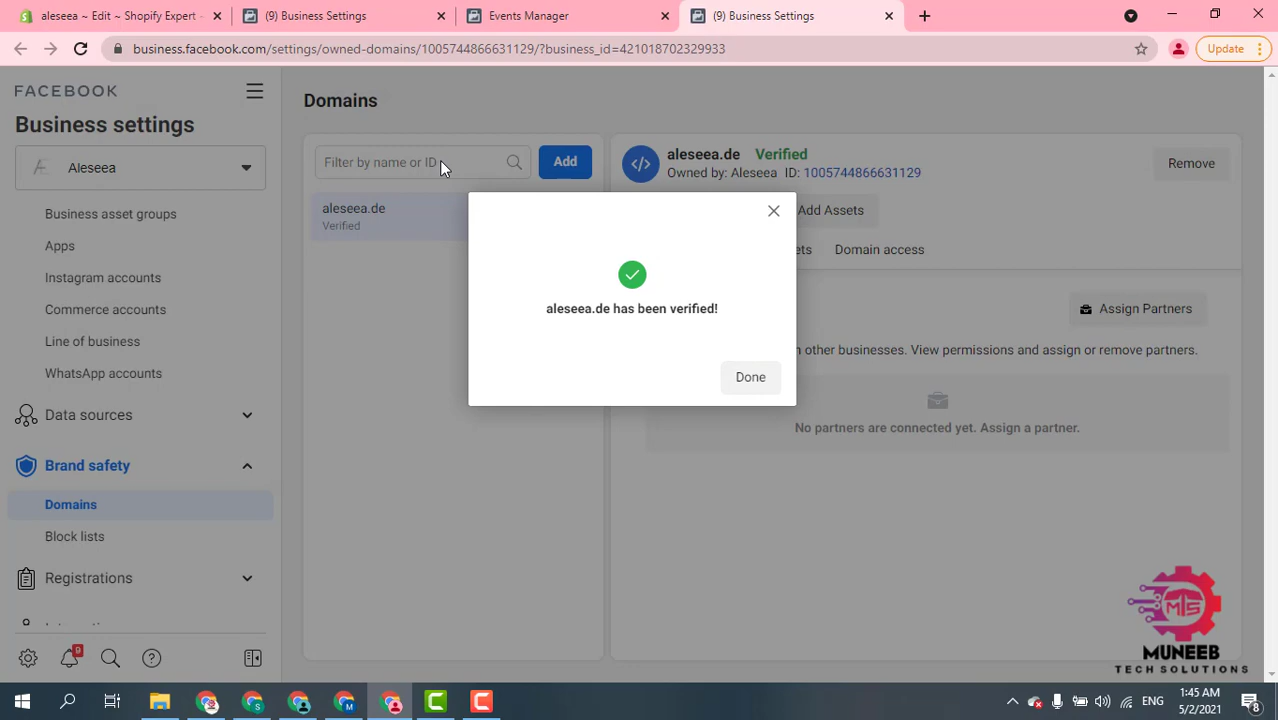 aleseea ~ Edit ~ Shopify Expert -
(9) Business Settings
Events Manager
(9) Business Settings
business.facebook.com/settings/owned-domains/1005744866631129/?business_id=421018702329933
Update
FACEBOOK
Business settings
Aleseea
Business asset groups
Apps
Instagram accounts
Commerce accounts
Line of business
WhatsApp accounts
Data sources
Brand safety
Domains
Block lists
Registrations
9
Domains
Filter by name or ID
Add
aleseea.de
Verified
aleseea.de Verified
Owned by: Aleseea ID: 1005744866631129
Remove
Add Assets
Domain access
Assign Partners
other businesses. View permissions and assign or remove partners.
No partners are connected yet. Assign a partner.
aleseea.de has been verified!
Done
MTS
MUNEEB
TECH SOLUTIONS
ENG
1:45 AM
5/2/2021
8